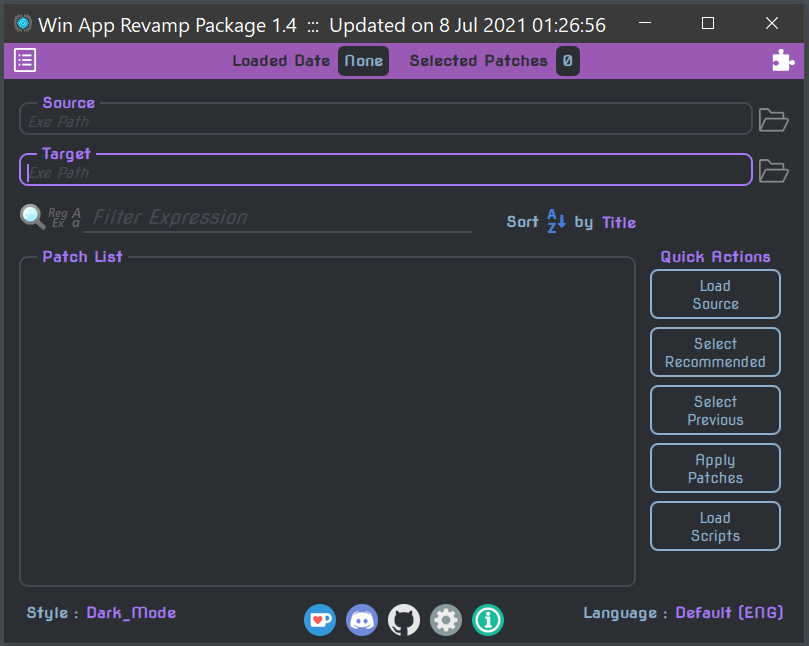 Win App Revamp Package 1.4 ::: Updated on 8 Jul 2021 01:26:56
Loaded Date None Selected Patches 0
Source
Exe Path
Target
Exe Path
Reg Ex A a Filter Expression
Sort A Z by Title
Patch List
Quick Actions
Load
Source
Select
Recommended
Select
Previous
Apply
Patches
Load
Scripts
Style : Dark_Mode
Language : Default (ENG)